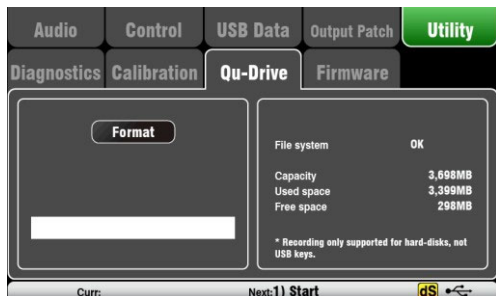 Audio Control USB Data Output Patch Utility
Diagnostics Calibration Qu-Drive Firmware
Format
File system OK
Capacity 3,698MB
Used space 3,399MB
Free space 298MB
* Recording only supported for hard-disks, not
USB keys.
Curr: Next:1) Start dS